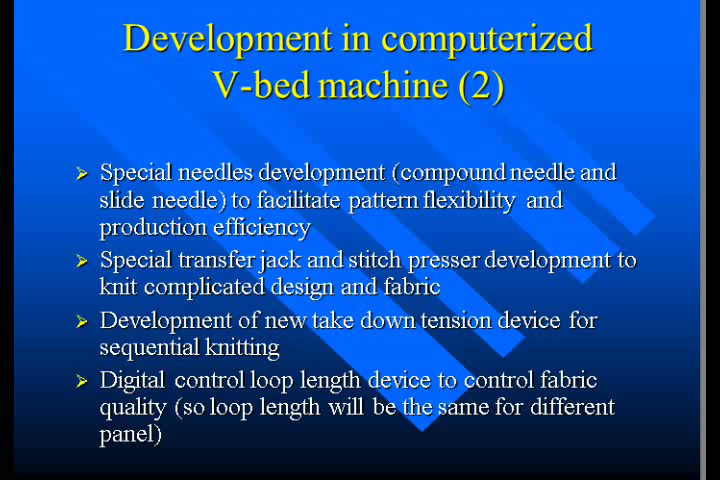 Development in computerized
V-bed machine (2)
Special needles development (compound needle and
slide needle) to facilitate pattern flexibility and
production efficiency
Special transfer jack and stitch presser development to
knit complicated design and fabric
Development of new take down tension device for
sequential knitting
Digital control loop length device to control fabric
quality (so loop length will be the same for different
panel)